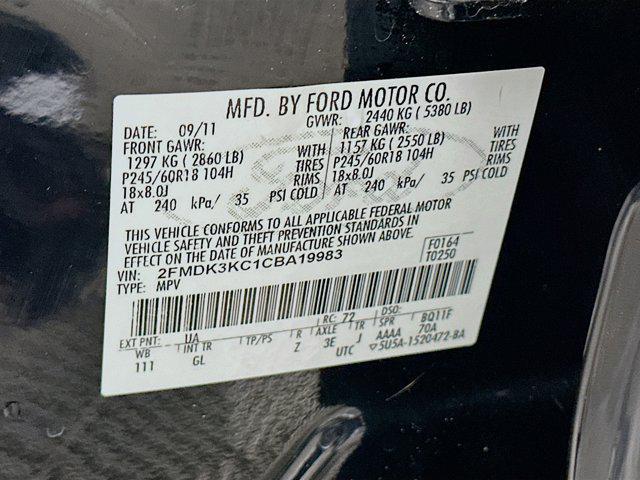 MFD. BY FORD MOTOR CO.
DATE: 09/11 GVWR: 2440 KG ( 5380 LB)
FRONT GAWR: REAR GAWR:
1297 KG ( 2860 LB) WITH 1157 KG ( 2550 LB) WITH
P245/60R18 104H TIRES P245/60R18 104H TIRES
18x8.0J RIMS 18x8.0J RIMS
AT 240 kPa/ 35 PSI COLD AT 240 kPa/ 35 PSI COLD
THIS VEHICLE CONFORMS TO ALL APPLICABLE FEDERAL MOTOR
VEHICLE SAFETY AND THEFT PREVENTION STANDARDS IN
EFFECT ON THE DATE OF MANUFACTURE SHOWN ABOVE.
VIN: 2FMDK3KC1CBA19983 F0164
TYPE: MPV T0250
EXT PNT: UA RC: 72 DSO:
WB INT TR TP/PS R AXLE TR SPR BQ11F
111 GL Z 3E J AAAA 70A
UTC ▽5U5A-1520472-BA